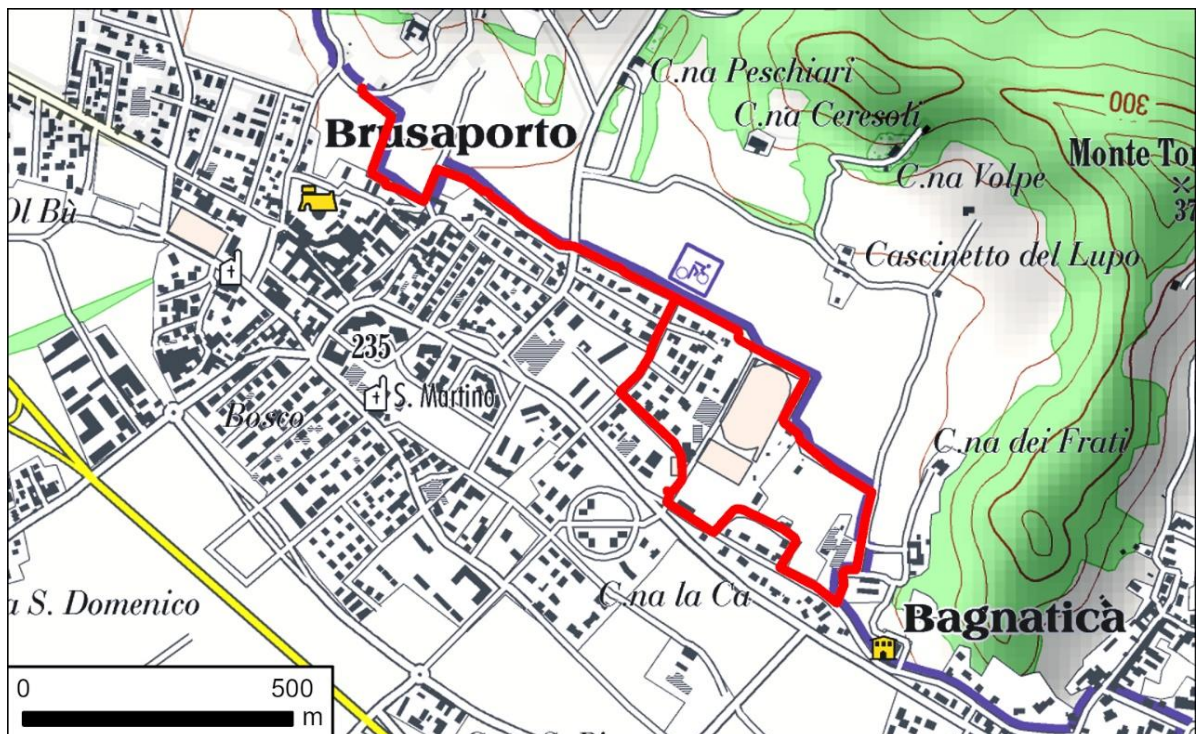 C.na Peschiari
300
C.na Ceresoli
Brusaporto
Monte Tor
C.na Volpe
37
Ol Bù
Cascinetto del Lupo
235
S. Martino
Bosco
C.na dei Frati
C.na la Ca
a S. Domenico
Bagnatica
0
500
m